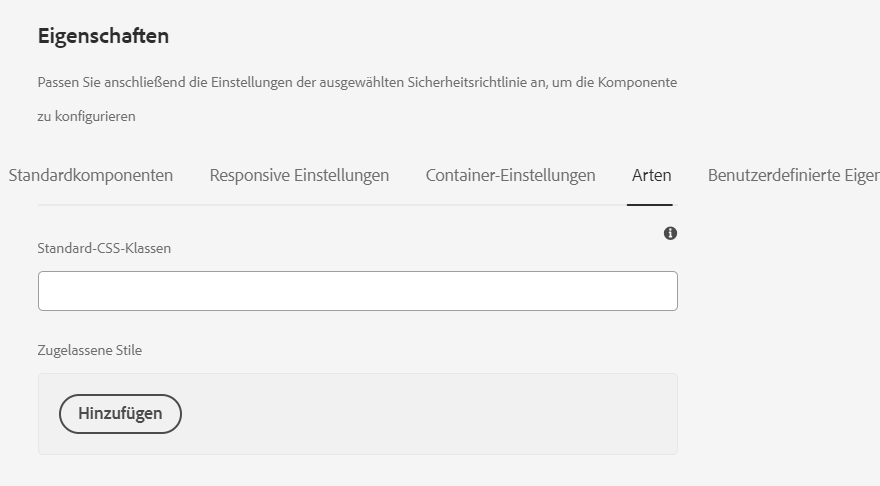 Eigenschaften
Passen Sie anschließend die Einstellungen der ausgewählten Sicherheitsrichtlinie an, um die Komponente
zu konfigurieren
Standardkomponenten Responsive Einstellungen Container-Einstellungen Arten Benutzerdefinierte Eiger
Standard-CSS-Klassen
Zugelassene Stile
Hinzufügen